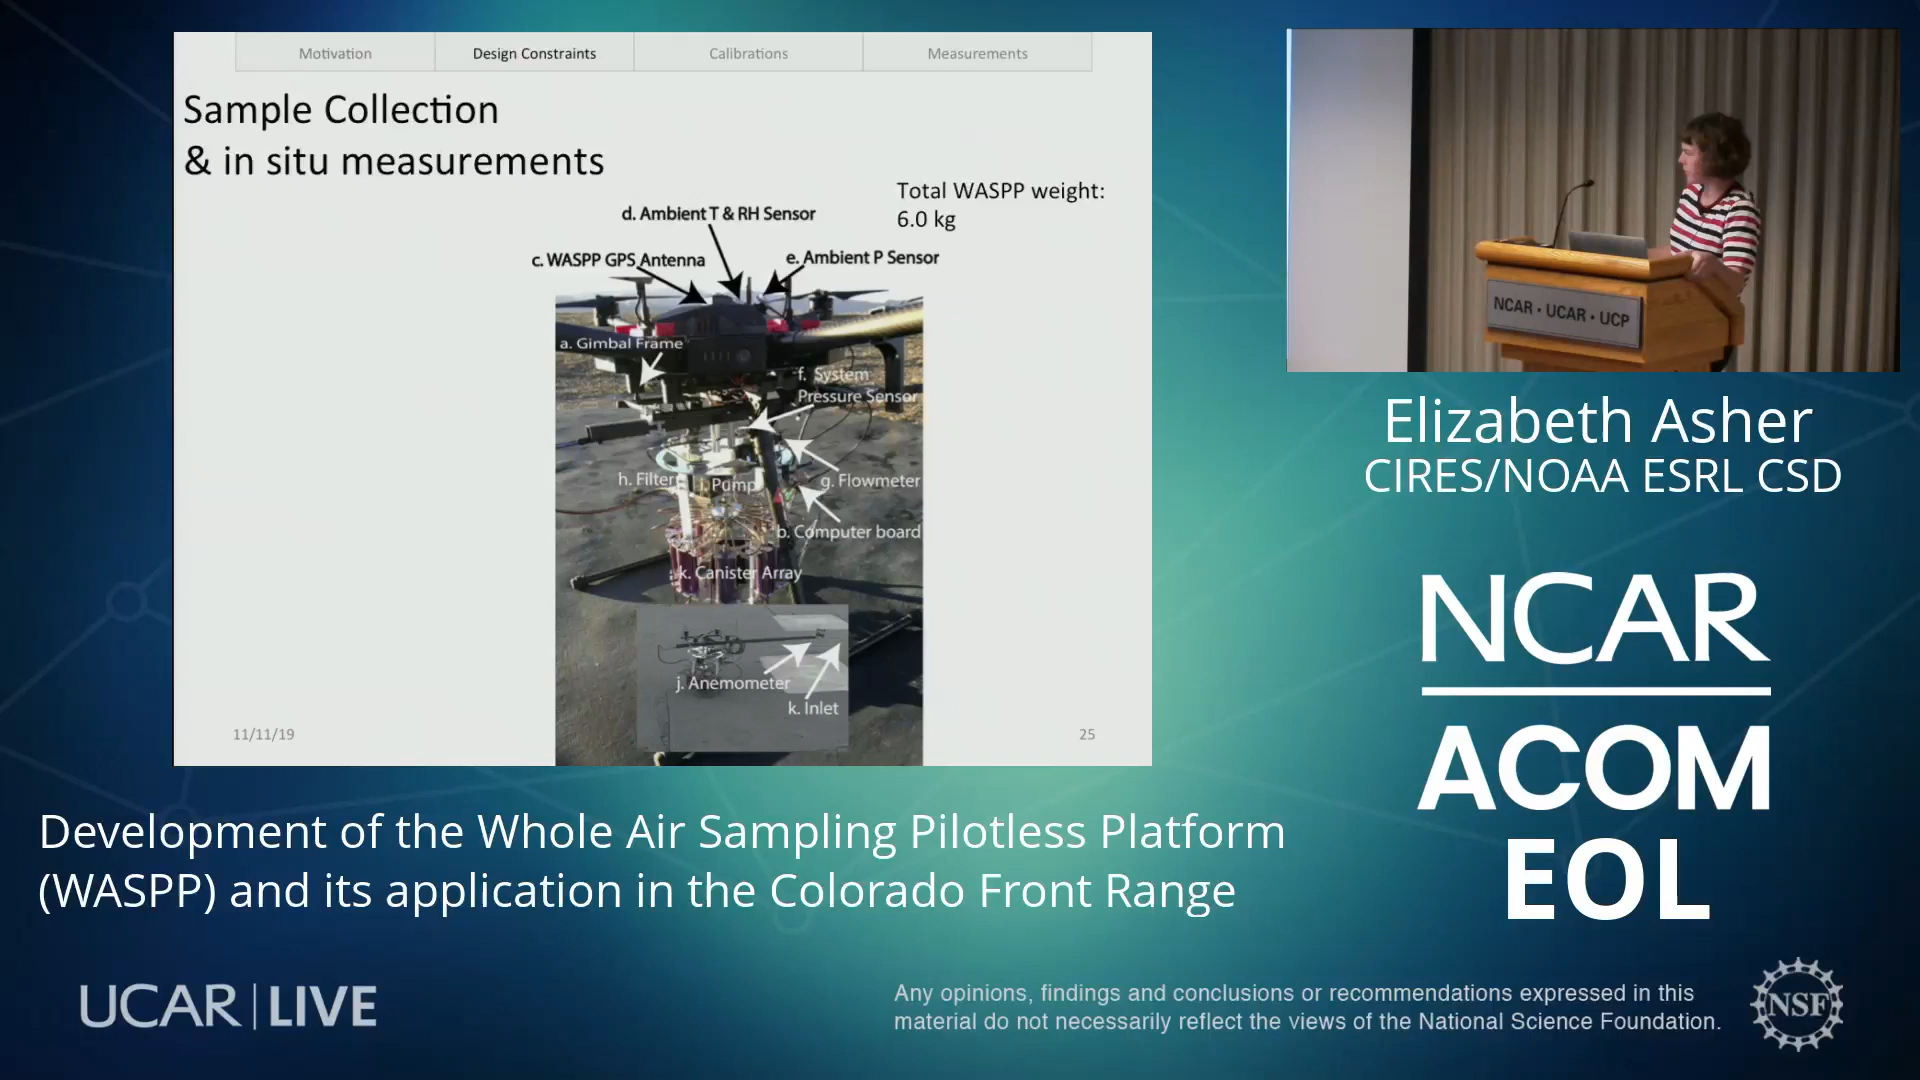 Motivation
Design Constraints
Calibrations
Measurements
Sample Collection
& in situ measurements
Total WASPP weight:
6.0 kg
d. Ambient T & RH Sensor
c. WASPP GPS Antenna
e. Ambient P Sensor
a. Gimbal Frame
f. System
Pressure Sensor
h. Filter
i. Pump
g. Flowmeter
b. Computer board
k. Canister Array
j. Anemometer
k. Inlet
11/11/19
25
NCAR • UCAR • UCP
Elizabeth Asher
CIRES/NOAA ESRL CSD
NCAR
ACOM
EOL
Development of the Whole Air Sampling Pilotless Platform
(WASPP) and its application in the Colorado Front Range
UCAR | LIVE
Any opinions, findings and conclusions or recommendations expressed in this
material do not necessarily reflect the views of the National Science Foundation.
NSF